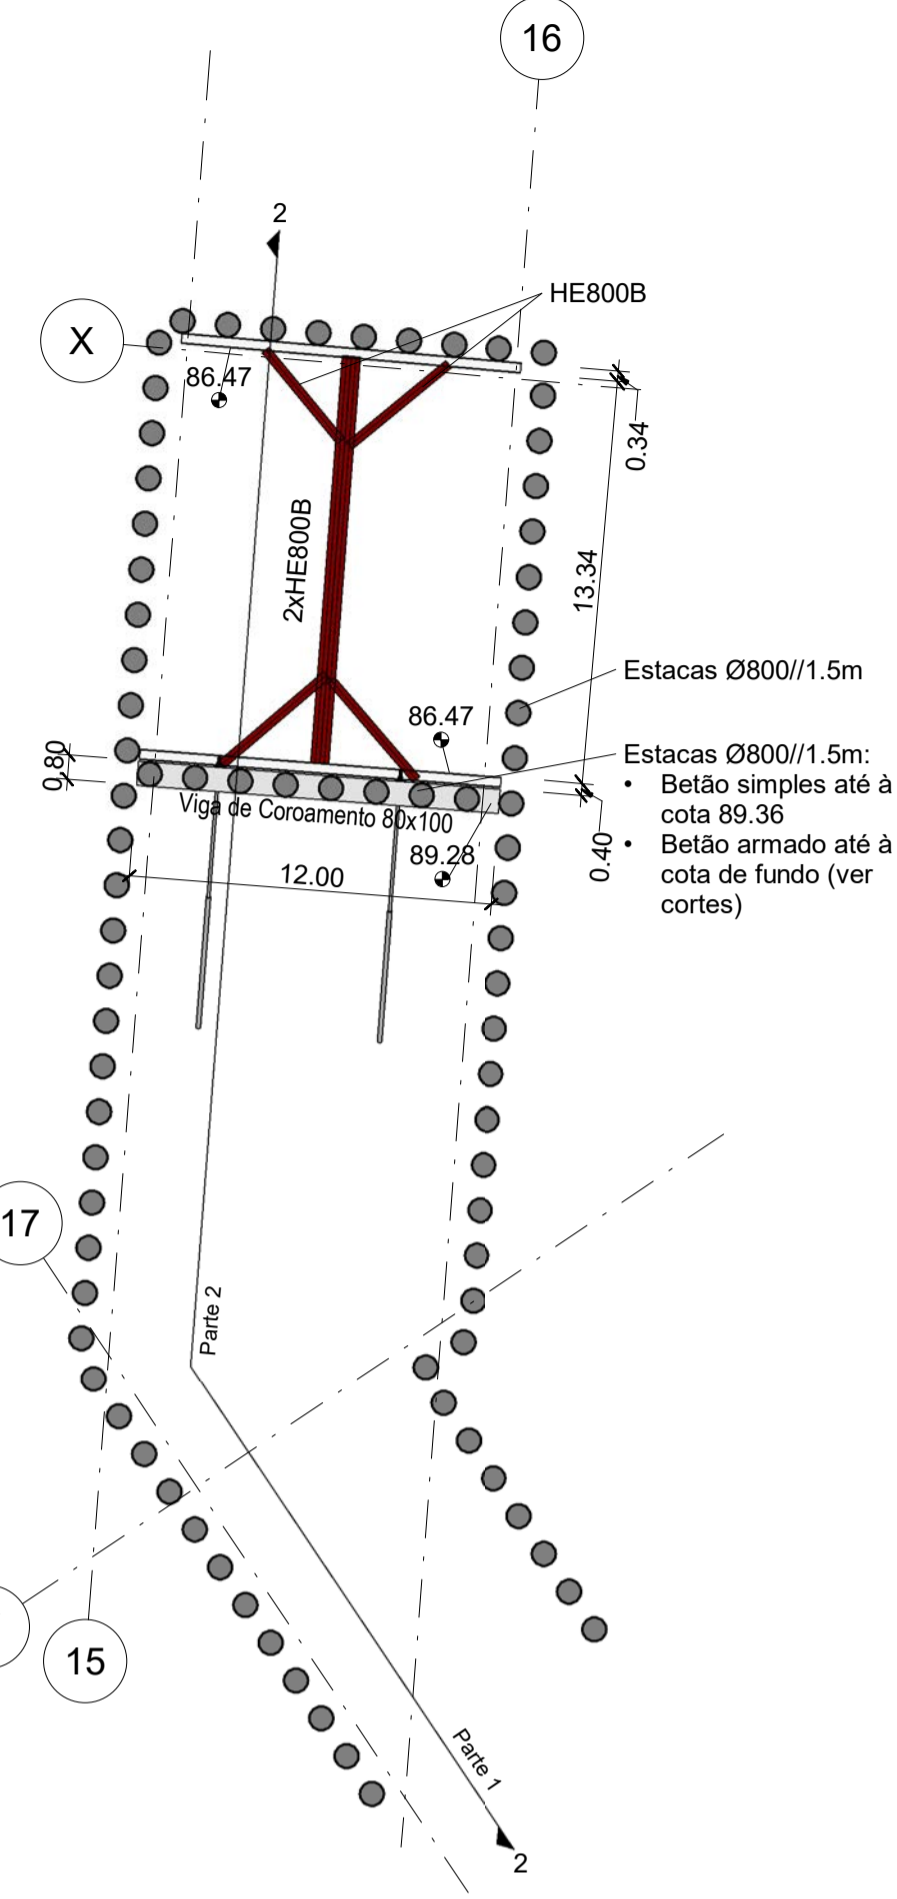 16
2
HE800B
X
86.47
0.34
2xHE800B
13.34
Estacas Ø800//1.5m
86.47
0.80
Estacas Ø800//1.5m:
• Betão simples até à
cota 89.36
• Betão armado até à
cota de fundo (ver
cortes)
Viga de Coroamento 80x100
0.40
89.28
12.00
17
Parte 2
15
Parte 1
2